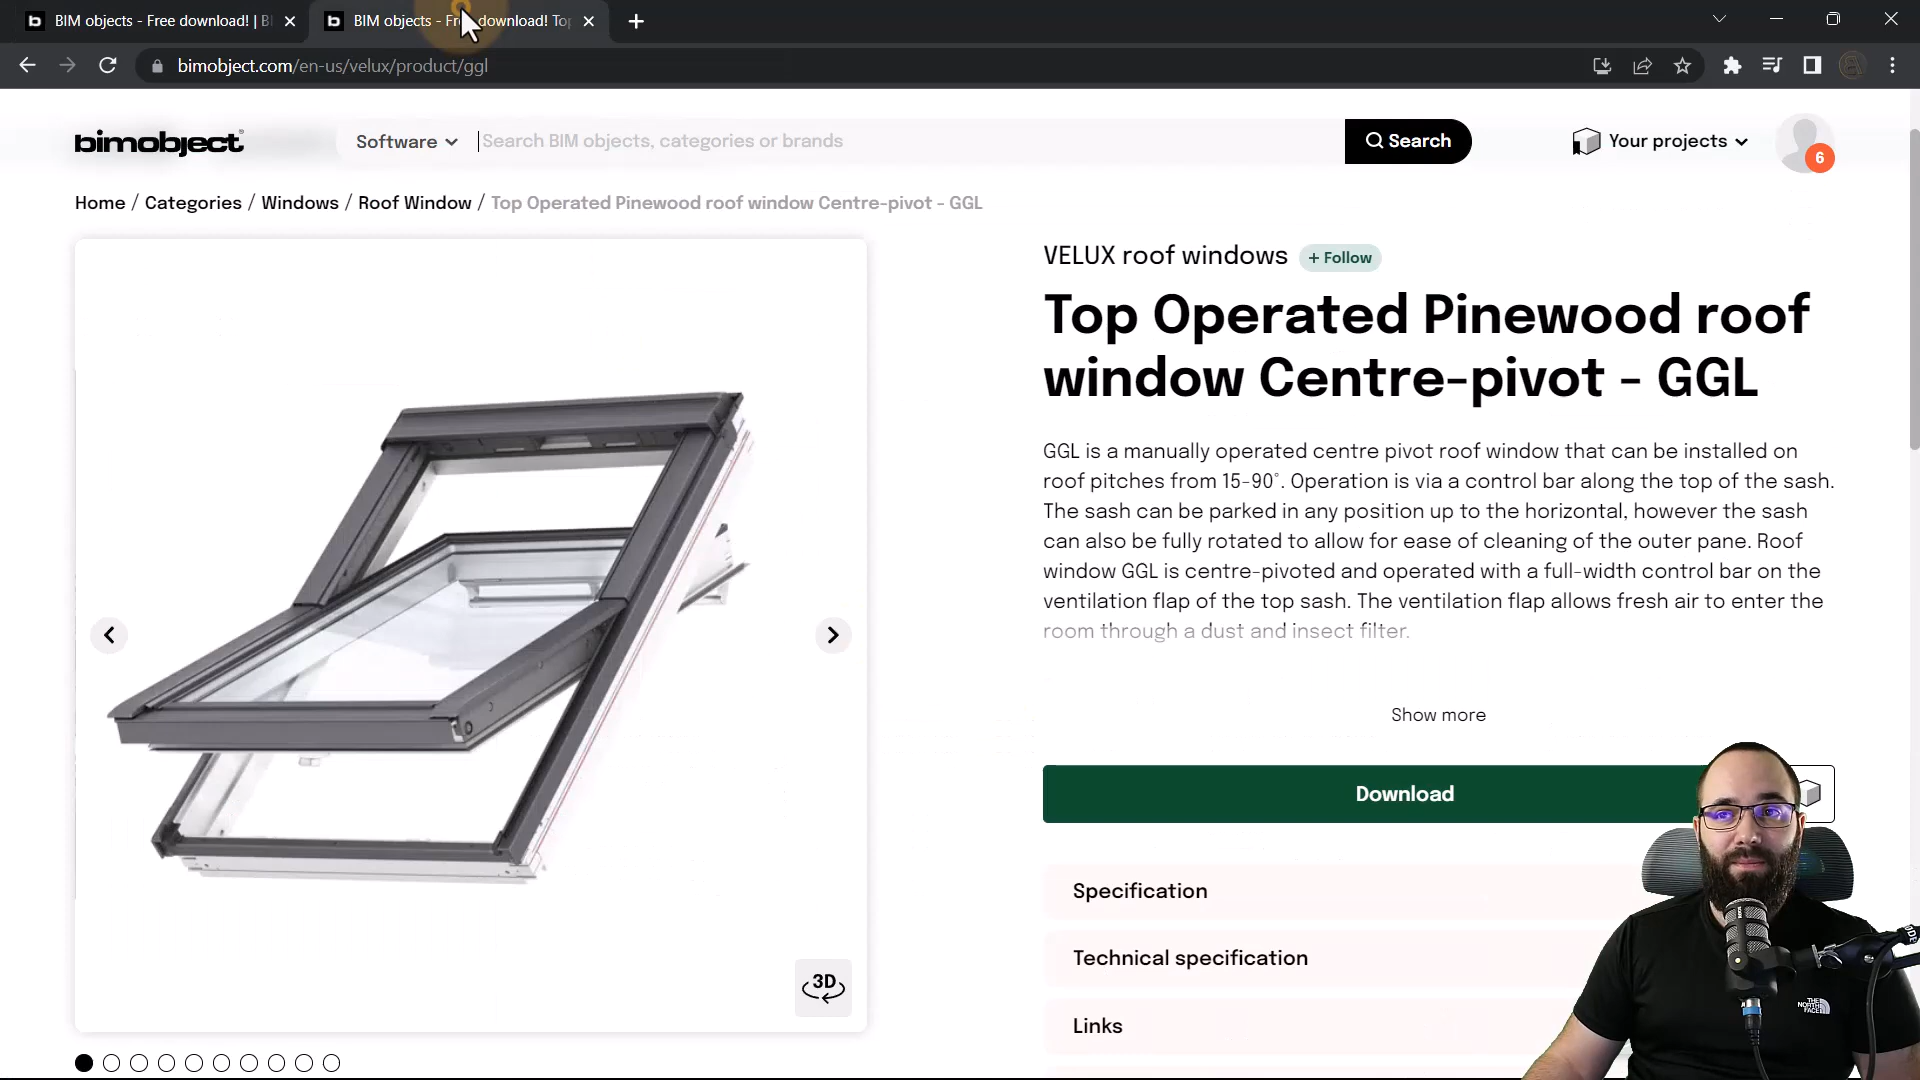 BIM objects - Free download! | B
BIM objects - Free download! Top
bimobject.com/en-us/velux/product/ggl
bimobject
Software
Search BIM objects, categories or brands
Search
Your projects
6
Home / Categories / Windows / Roof Window / Top Operated Pinewood roof window Centre-pivot - GGL
VELUX roof windows
+ Follow
Top Operated Pinewood roof
window Centre-pivot - GGL
GGL is a manually operated centre pivot roof window that can be installed on
roof pitches from 15-90°. Operation is via a control bar along the top of the sash.
The sash can be parked in any position up to the horizontal, however the sash
can also be fully rotated to allow for ease of cleaning of the outer pane. Roof
window GGL is centre-pivoted and operated with a full-width control bar on the
ventilation flap of the top sash. The ventilation flap allows fresh air to enter the
room through a dust and insect filter.
Show more
Download
Specification
Technical specification
Links
3D
THE
NORTH
FACE